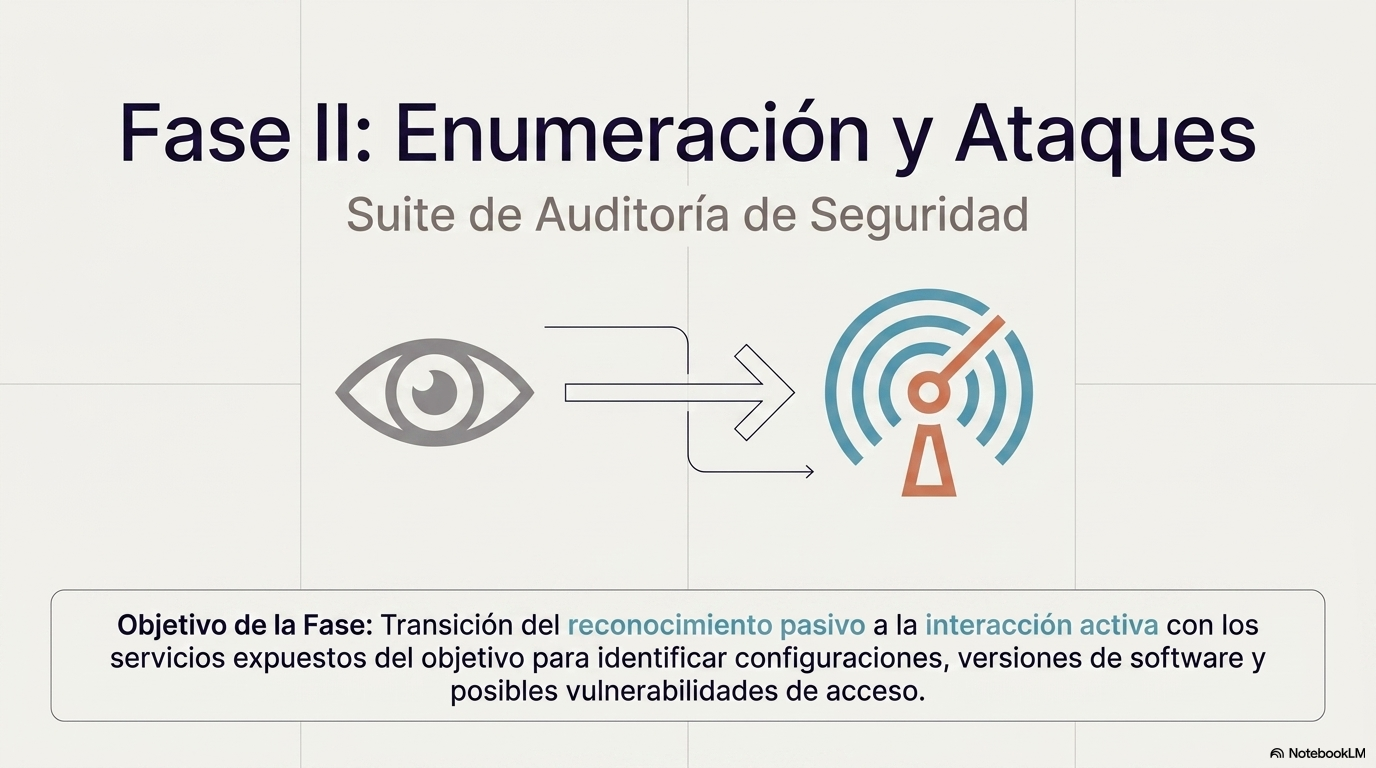 Fase II: Enumeración y Ataques
Suite de Auditoría de Seguridad
Objetivo de la Fase: Transición del reconocimiento pasivo a la interacción activa con los
servicios expuestos del objetivo para identificar configuraciones, versiones de software y
posibles vulnerabilidades de acceso.
NotebookLM